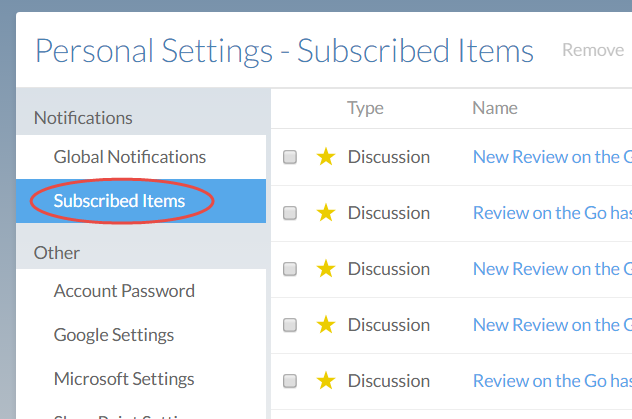 Personal Settings - Subscribed Items Remove
Notifications
Global Notifications
Subscribed Items
Other
Account Password
Google Settings
Microsoft Settings
Type Name
Discussion New Review on the G
Discussion Review on the Go has
Discussion New Review on the G
Discussion New Review on the G
Discussion Review on the Go has